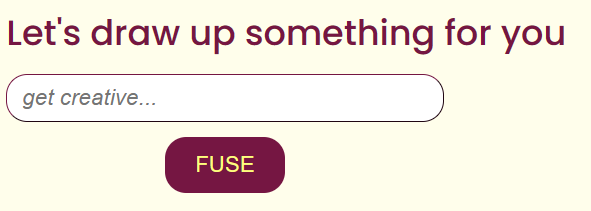 Let's draw up something for you
get creative...
FUSE